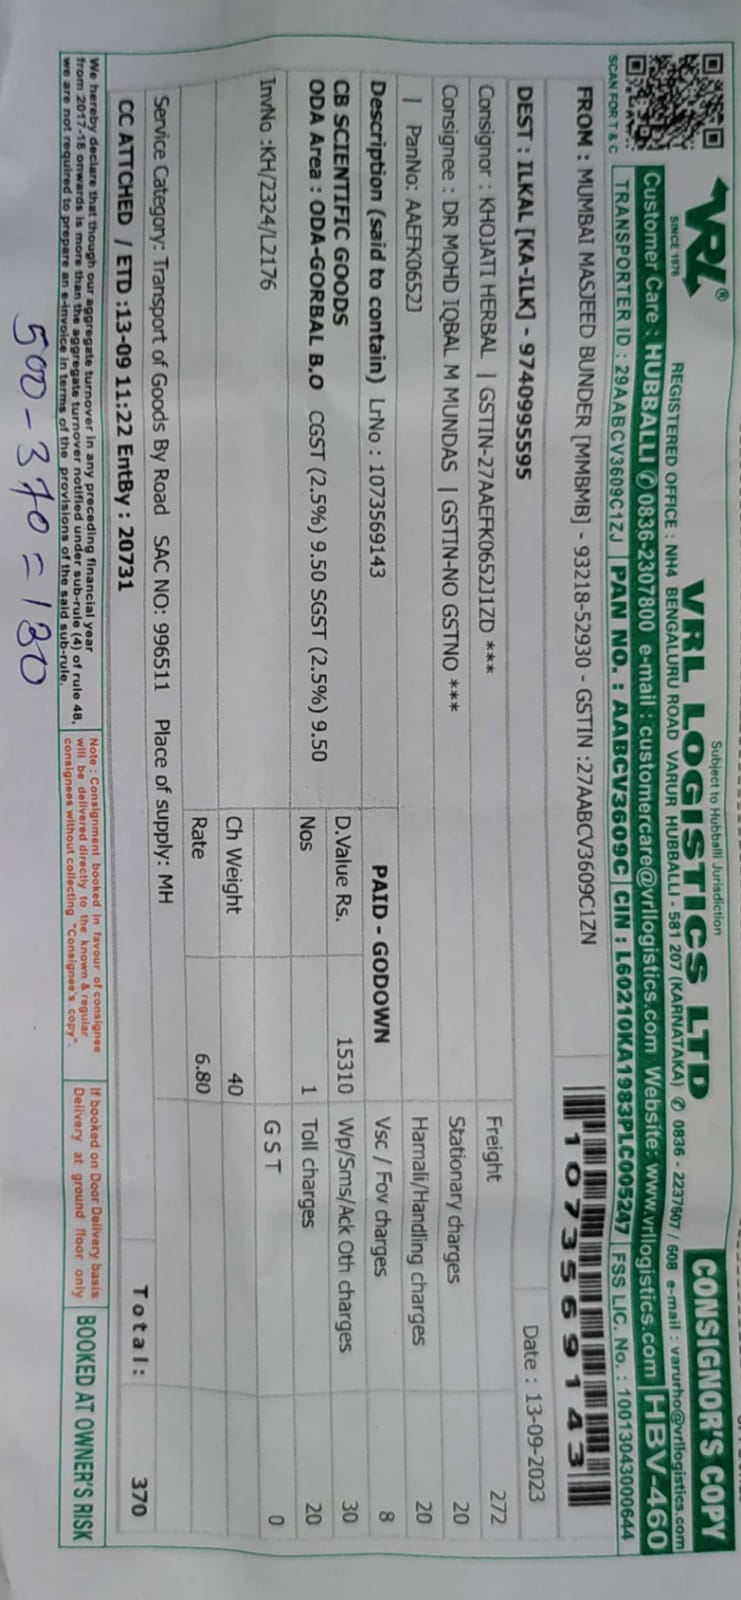 Subject to Hubballi Jurisdiction
CONSIGNOR'S COPY
VRL® SINCE 1976
VRL LOGISTICS LTD
REGISTERED OFFICE : NH4 BENGALURU ROAD VARUR HUBBALLI - 581 207 (KARNATAKA) ✆ 0836 - 2237607 / 608 e-mail : varurho@vrllogistics.com
Customer Care : HUBBALLI ✆ 0836-2307800 e-mail : customercare@vrllogistics.com Website: www.vrllogistics.com HBV-460
TRANSPORTER ID : 29AABCV3609C1ZJ PAN NO. : AABCV3609C CIN : L60210KA1983PLC005247 FSS LIC. No. : 10013043000644
SCAN FOR T & C
FROM : MUMBAI MASJEED BUNDER [MMBMB] - 93218-52930 - GSTIN :27AABCV3609C1ZN
1073569143
DEST : ILKAL [KA-ILK] - 9740995595
Date : 13-09-2023
Consignor : KHOJATI HERBAL | GSTIN-27AAEFK0652J1ZD ***
Freight 272
Consignee : DR MOHD IQBAL M MUNDAS | GSTIN-NO GSTNO ***
Stationary charges 20
| PanNo: AAEFK0652J
Hamali/Handling charges 20
Description (said to contain) LrNo : 1073569143
PAID - GODOWN
Vsc / Fov charges 8
CB SCIENTIFIC GOODS
D.Value Rs. 15310
Wp/Sms/Ack Oth charges 30
ODA Area : ODA-GORBAL B.O CGST (2.5%) 9.50 SGST (2.5%) 9.50
Nos 1
Toll charges 20
InvNo :KH/2324/L2176
G S T 0
Ch Weight 40
Rate 6.80
Service Category: Transport of Goods By Road SAC NO: 996511 Place of supply: MH
CC ATTCHED / ETD :13-09 11:22 EntBy : 20731
Total: 370
We hereby declare that though our aggregate turnover in any preceding financial year
from 2017-18 onwards is more than the aggregate turnover notified under sub-rule (4) of rule 48,
we are not required to prepare an e-invoice in terms of the provisions of the said sub-rule.
Note : Consignment booked in favour of consignee
will be delivered directly to the known & regular
consignees without collecting "Consignee's copy".
If booked on Door Delivery basis
Delivery at ground floor only
BOOKED AT OWNER'S RISK
500 - 370 = 130